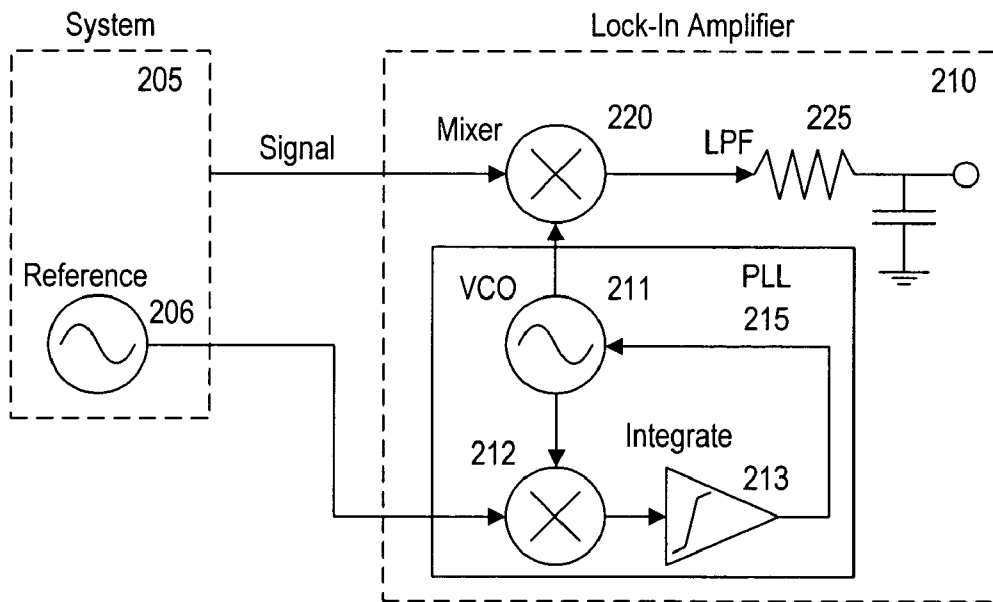 System
Lock-In Amplifier
205
210
Signal
Mixer
220
LPF
225
Reference
206
VCO
211
PLL
215
212
Integrate
213